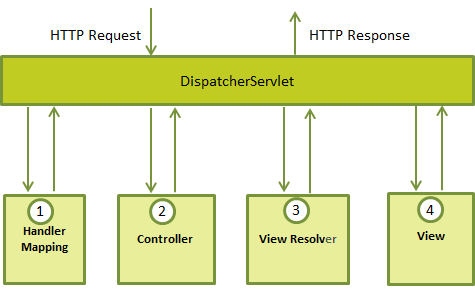 HTTP Request
HTTP Response
DispatcherServlet
1
Handler
Mapping
2
Controller
3
View Resolver
4
View